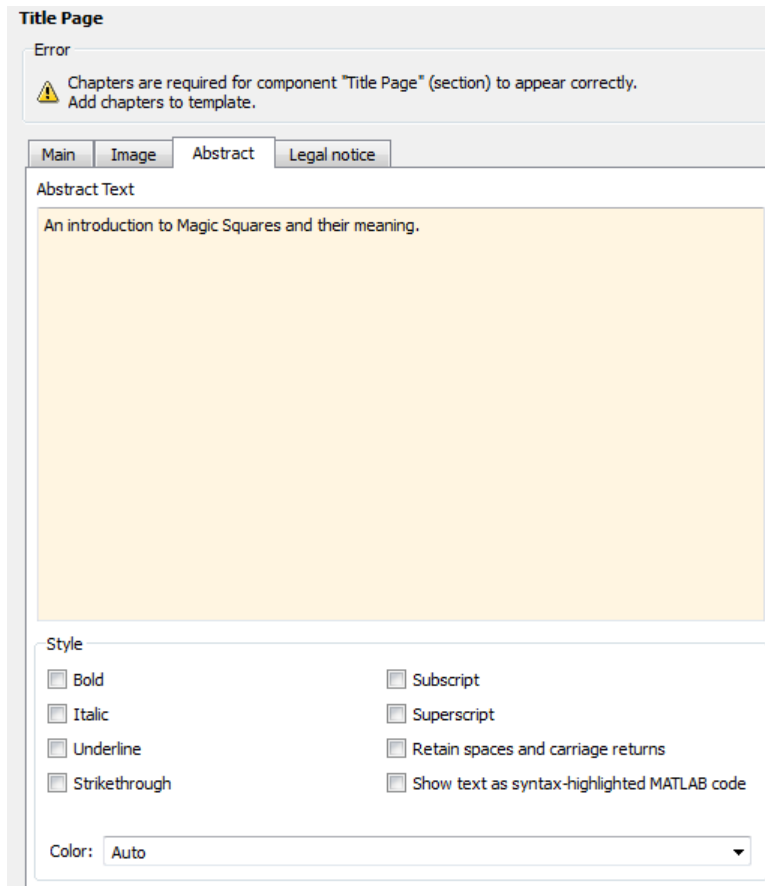 Title Page
Error
Chapters are required for component "Title Page" (section) to appear correctly.
Add chapters to template.
Main
Image
Abstract
Legal notice
Abstract Text
An introduction to Magic Squares and their meaning.
Style
Bold
Subscript
Italic
Superscript
Underline
Retain spaces and carriage returns
Strikethrough
Show text as syntax-highlighted MATLAB code
Color: Auto